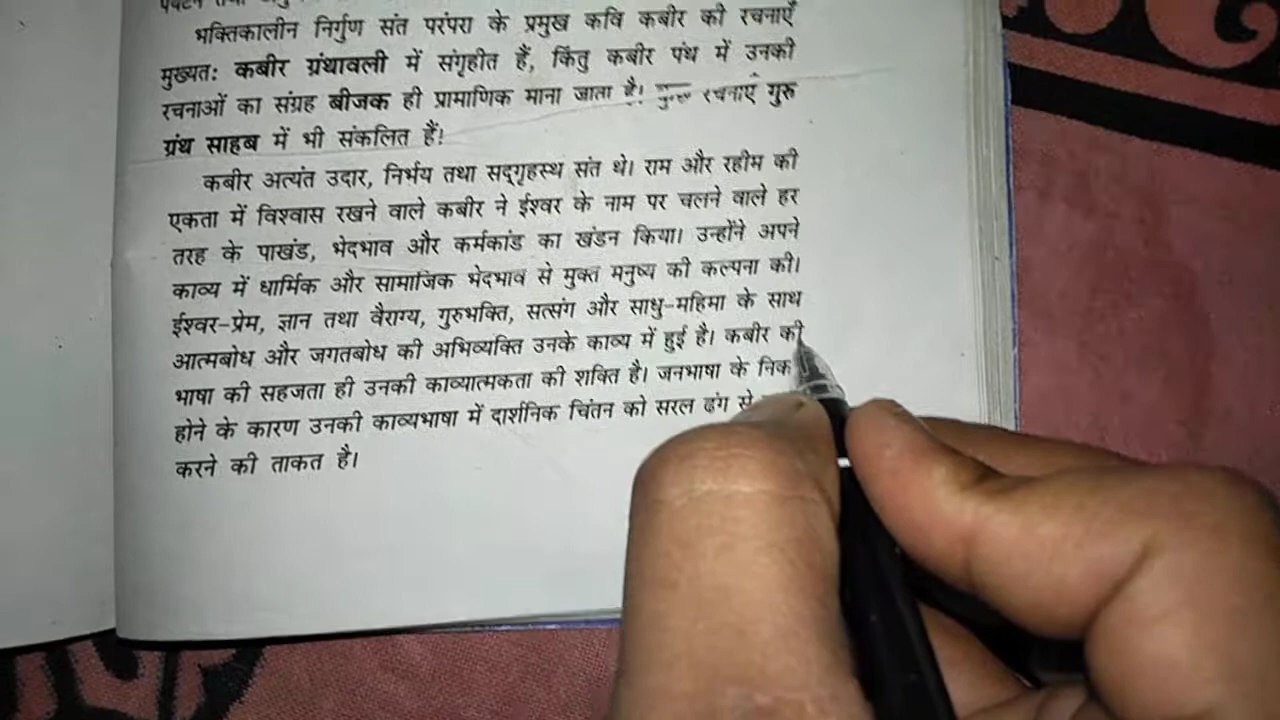 भक्तिकालीन निर्गुण संत परंपरा के प्रमुख कवि कबीर की रचनाएँ
मुख्यत: कबीर ग्रंथावली में संगृहीत हैं, किंतु कबीर पंथ में उनकी
रचनाओं का संग्रह बीजक ही प्रामाणिक माना जाता है। रचनाएँ गुरु
ग्रंथ साहब में भी संकलित हैं!
कबीर अत्यंत उदार, निर्भय तथा सद्गृहस्थ संत थे। राम और रहीम की
एकता में विश्वास रखने वाले कबीर ने ईश्वर के नाम पर चलने वाले हर
तरह के पाखंड, भेदभाव और कर्मकांड का खंडन किया। उन्होंने अपने
काव्य में धार्मिक और सामाजिक भेदभाव से मुक्त मनुष्य की कल्पना की।
ईश्वर-प्रेम, ज्ञान तथा वैराग्य, गुरुभक्ति, सत्संग और साधु-महिमा के साथ
आत्मबोध और जगतबोध की अभिव्यक्ति उनके काव्य में हुई है। कबीर की
भाषा की सहजता ही उनकी काव्यात्मकता की शक्ति है। जनभाषा के निक
होने के कारण उनकी काव्यभाषा में दार्शनिक चिंतन को सरल ढंग से
करने की ताकत है।